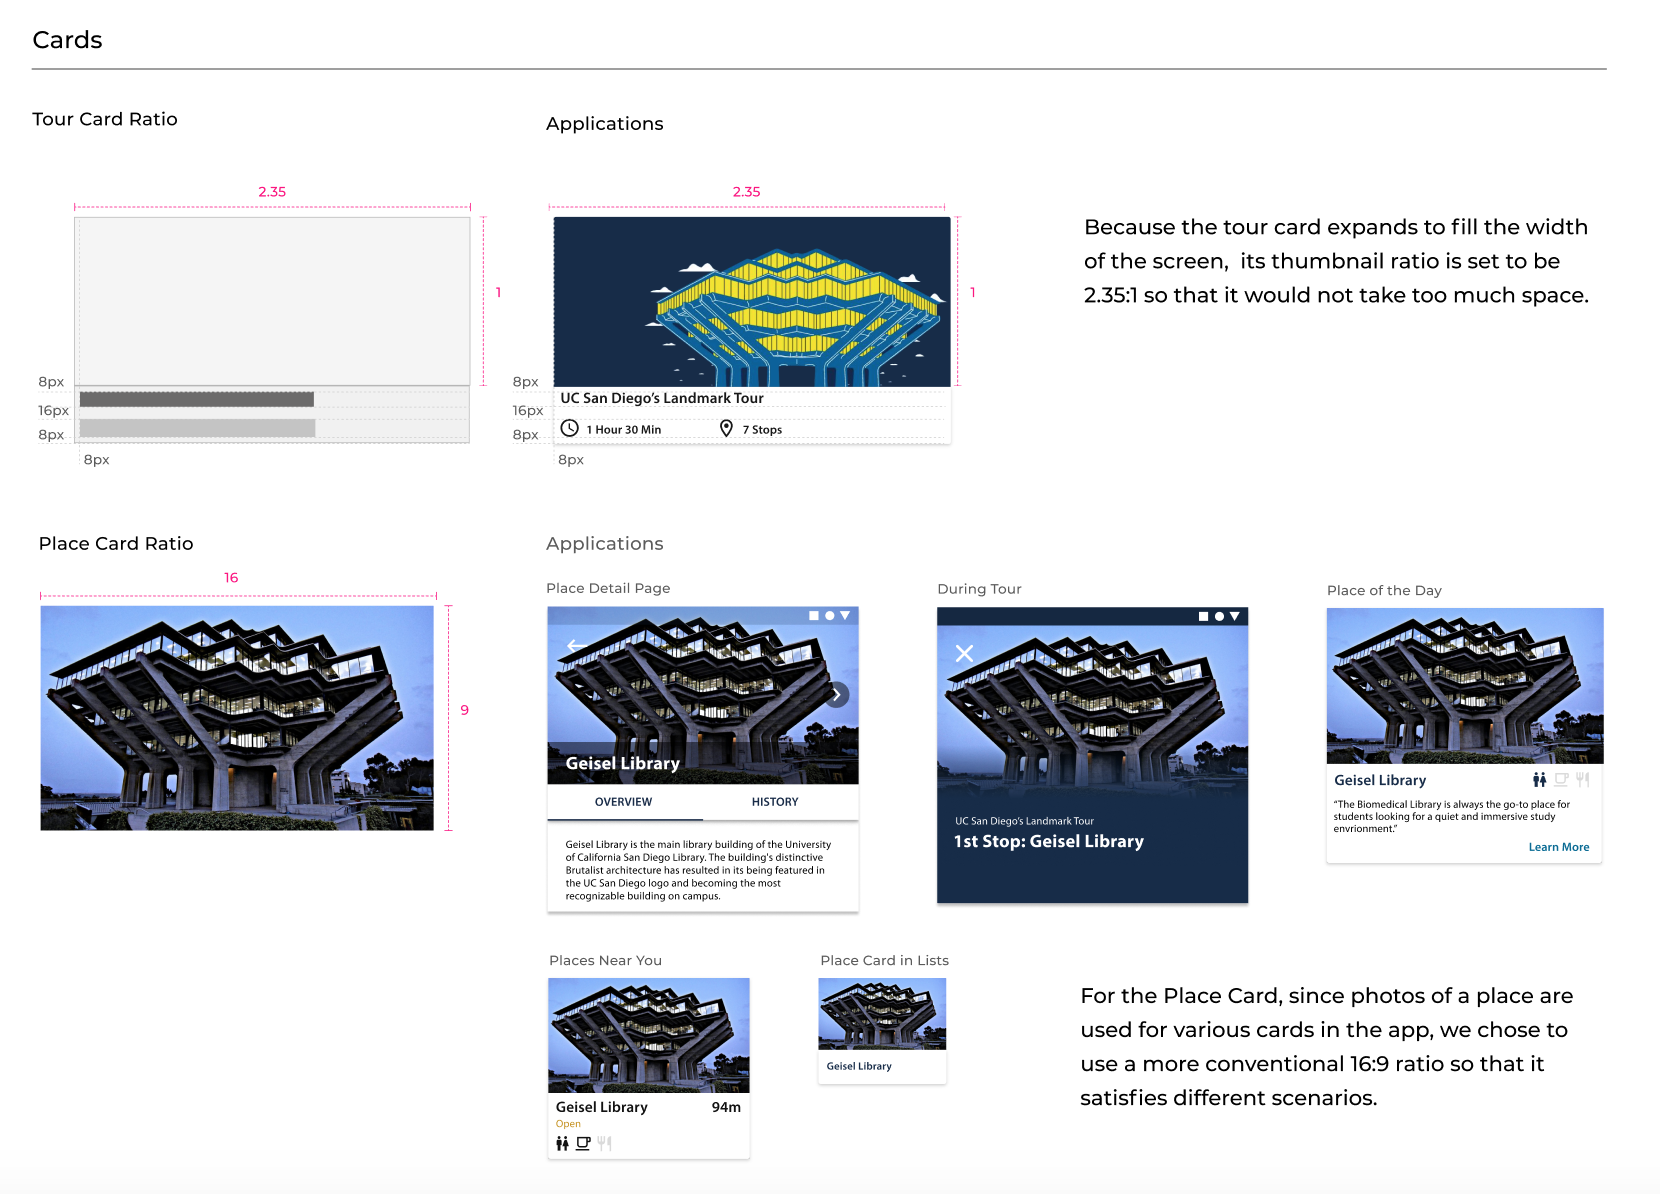 Cards
Tour Card Ratio
Applications
2.35
1
8px
16px
8px
8px
2.35
1
8px
16px
8px
8px
UC San Diego’s Landmark Tour
1 Hour 30 Min
7 Stops
Because the tour card expands to fill the width
of the screen,  its thumbnail ratio is set to be
2.35:1 so that it would not take too much space.
Place Card Ratio
16
9
Applications
Place Detail Page
Geisel Library
OVERVIEW
HISTORY
Geisel Library is the main library building of the University
of California San Diego Library. The building's distinctive
Brutalist architecture has resulted in its being featured in
the UC San Diego logo and becoming the most
recognizable building on campus.
During Tour
UC San Diego’s Landmark Tour
1st Stop: Geisel Library
Place of the Day
Geisel Library
“The Biomedical Library is always the go-to place for
students looking for a quiet and immersive study
envrionment.”
Learn More
Places Near You
Geisel Library
94m
Open
Place Card in Lists
Geisel Library
For the Place Card, since photos of a place are
used for various cards in the app, we chose to
use a more conventional 16:9 ratio so that it
satisfies different scenarios.